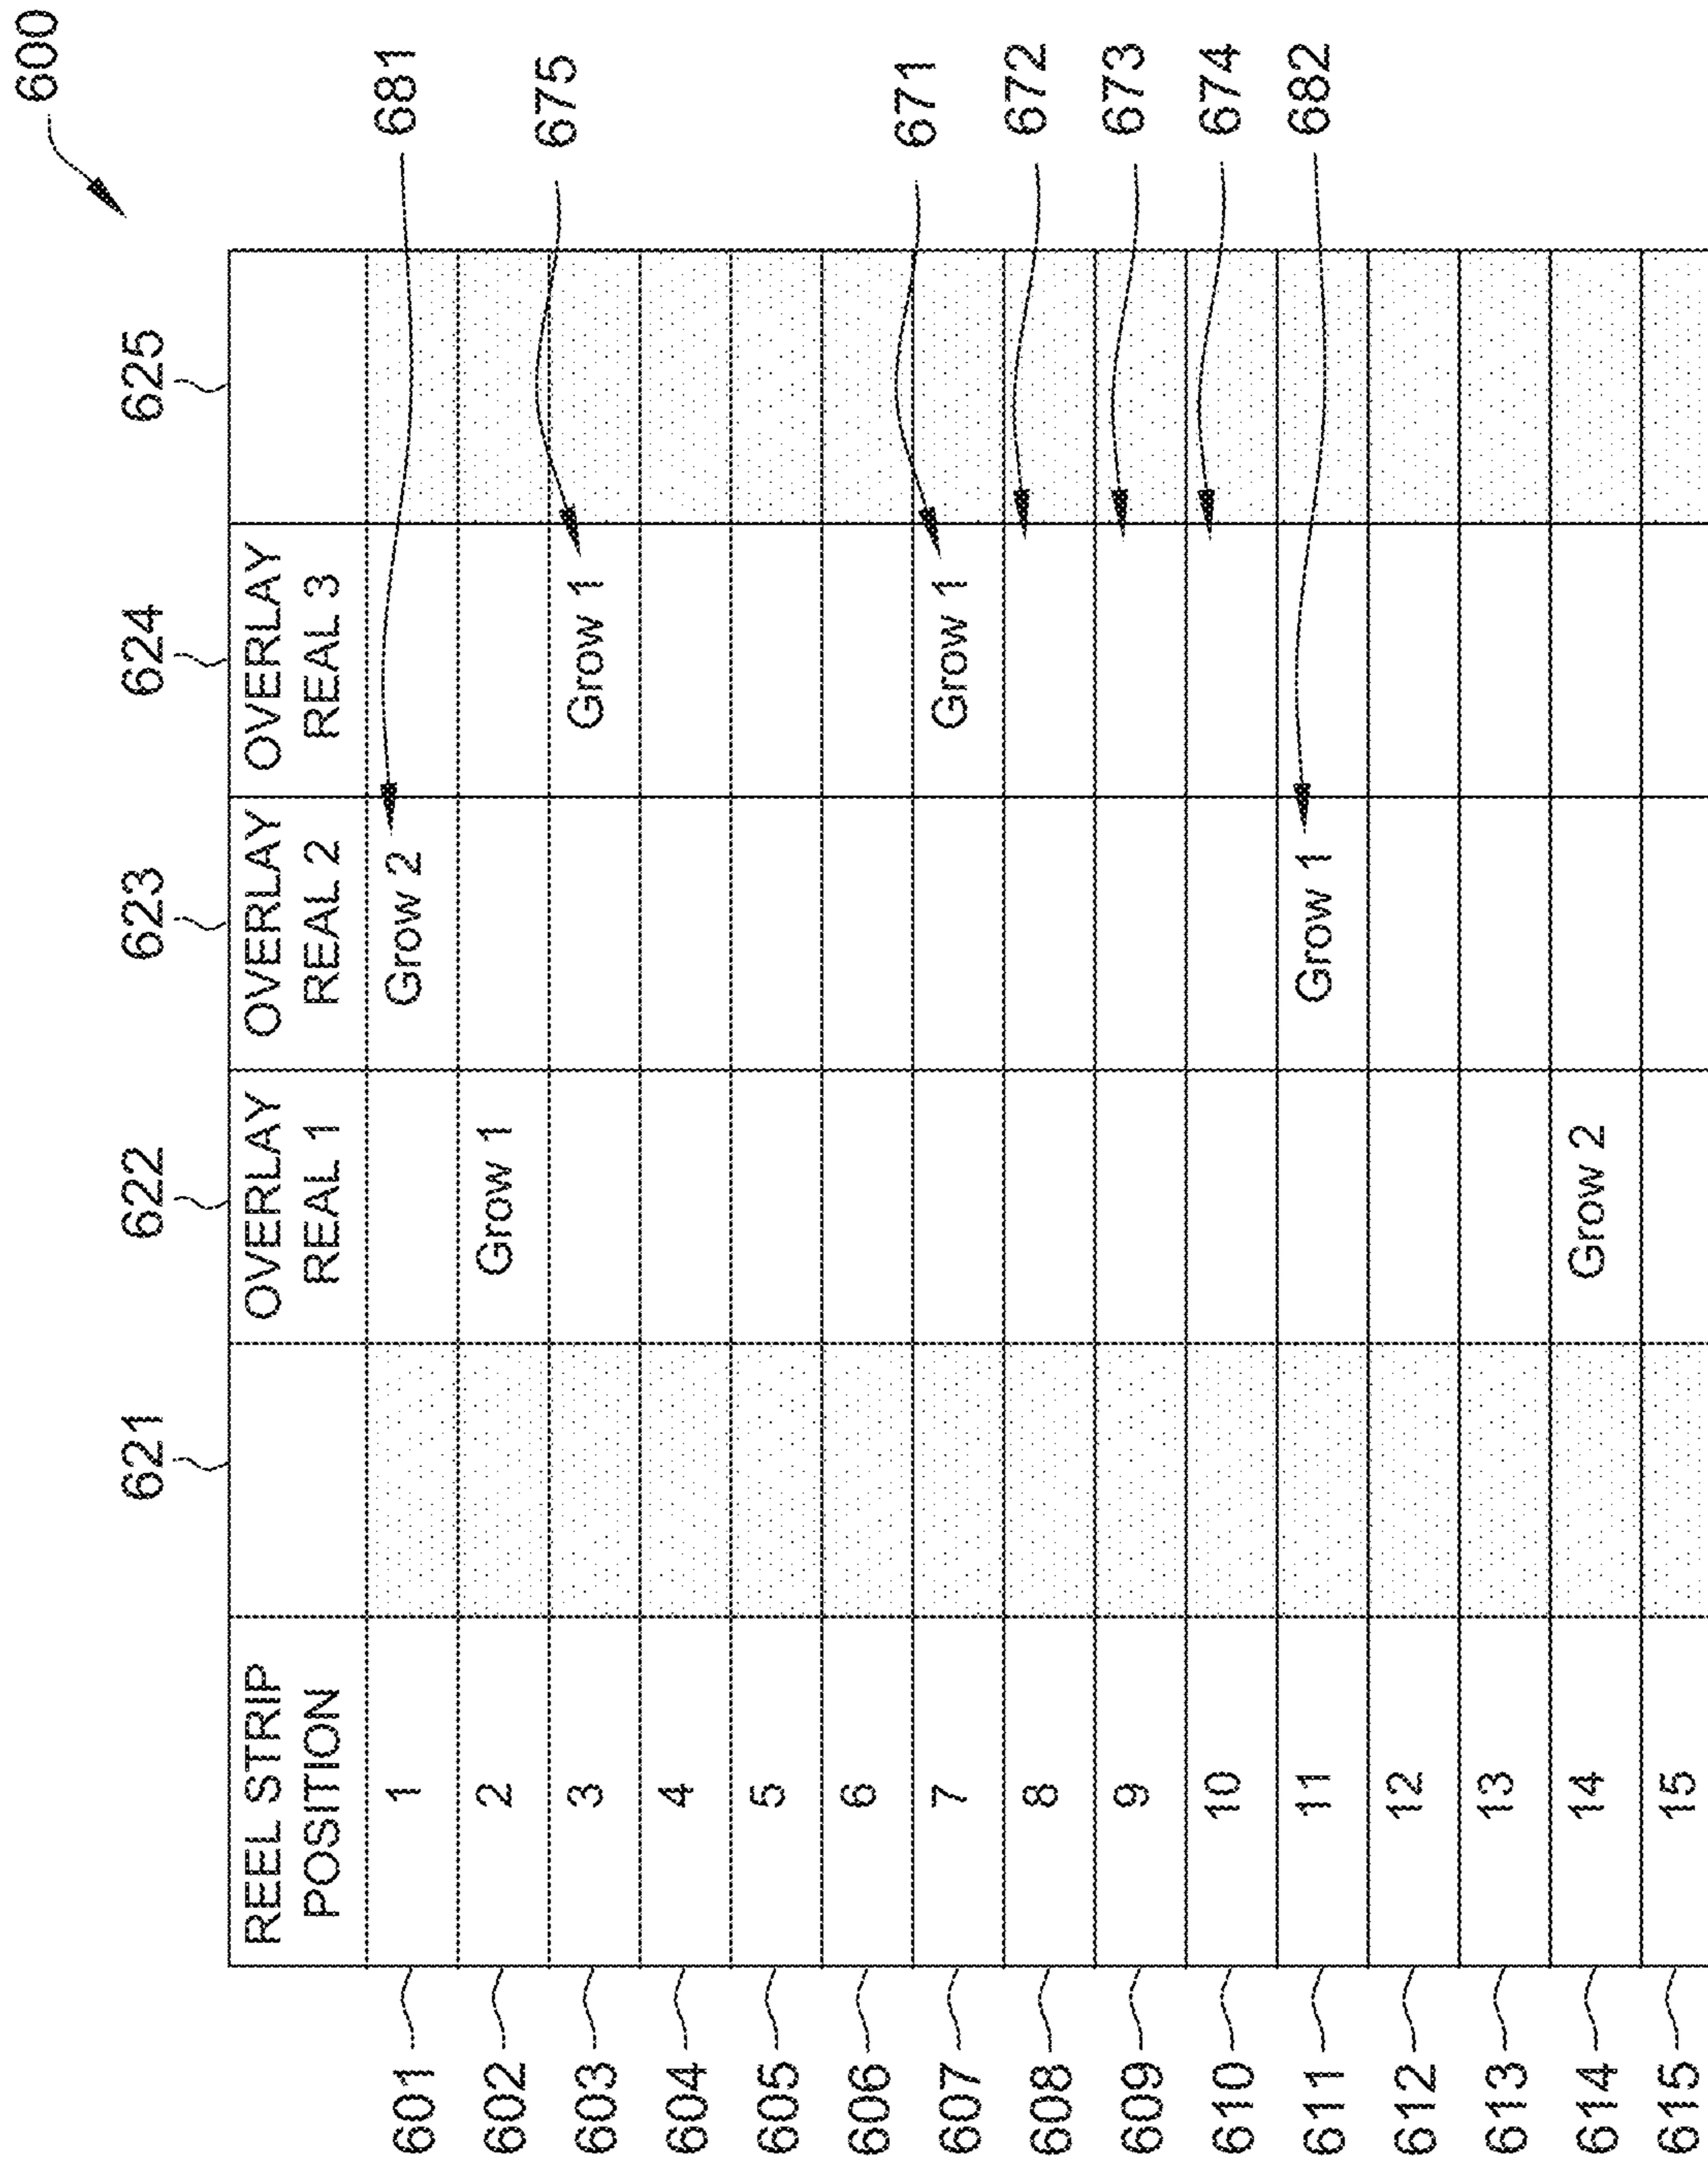 600
621
622
623
624
625
REEL STRIP POSITION
OVERLAY REAL 1
OVERLAY REAL 2
OVERLAY REAL 3
601 1 Grow 2 681
602 2 Grow 1
603 3 Grow 1 675
604 4
605 5
606 6
607 7 Grow 1 671
608 8 672
609 9 673
610 10 674
611 11 Grow 1 682
612 12
613 13
614 14 Grow 2
615 15